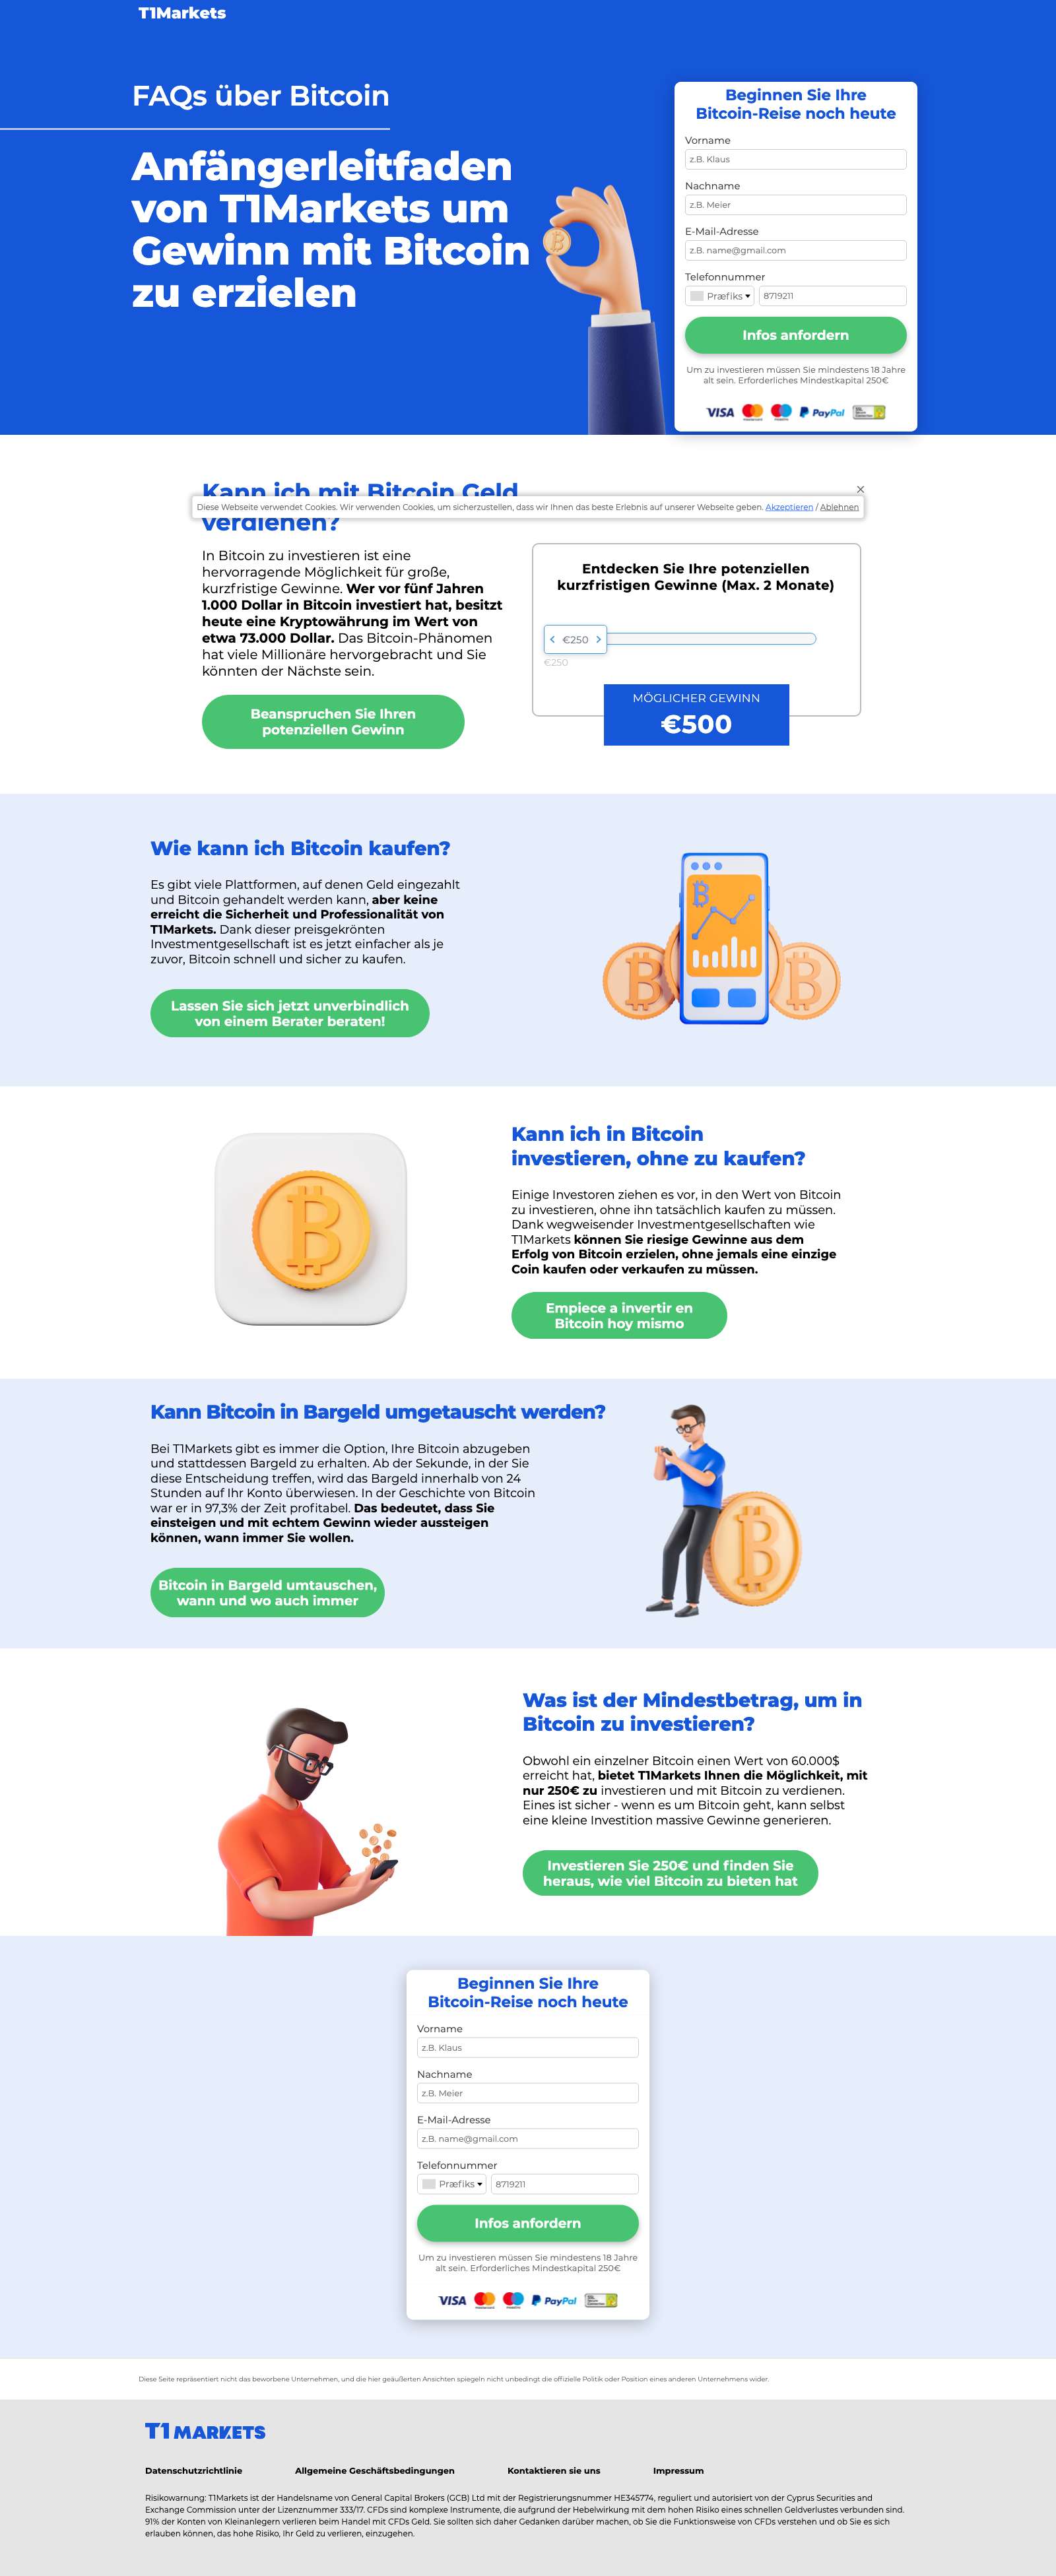 T1Markets
FAQs über Bitcoin
Anfängerleitfaden
von T1Markets um
Gewinn mit Bitcoin
zu erzielen
Beginnen Sie Ihre
Bitcoin-Reise noch heute
Vorname
z.B. Klaus
Nachname
z.B. Meier
E-Mail-Adresse
z.B. name@gmail.com
Telefonnummer
Præfiks
8719211
Infos anfordern
Um zu investieren müssen Sie mindestens 18 Jahre
alt sein. Erforderliches Mindestkapital 250€
VISA PayPal
Kann ich mit Bitcoin Geld
Diese Webseite verwendet Cookies. Wir verwenden Cookies, um sicherzustellen, dass wir Ihnen das beste Erlebnis auf unserer Webseite geben. Akzeptieren / Ablehnen
verdienen?
In Bitcoin zu investieren ist eine
hervorragende Möglichkeit für große,
kurzfristige Gewinne. Wer vor fünf Jahren
1.000 Dollar in Bitcoin investiert hat, besitzt
heute eine Kryptowährung im Wert von
etwa 73.000 Dollar. Das Bitcoin-Phänomen
hat viele Millionäre hervorgebracht und Sie
könnten der Nächste sein.
Beanspruchen Sie Ihren
potenziellen Gewinn
Entdecken Sie Ihre potenziellen
kurzfristigen Gewinne (Max. 2 Monate)
€250
€250
MÖGLICHER GEWINN
€500
Wie kann ich Bitcoin kaufen?
Es gibt viele Plattformen, auf denen Geld eingezahlt
und Bitcoin gehandelt werden kann, aber keine
erreicht die Sicherheit und Professionalität von
T1Markets. Dank dieser preisgekrönten
Investmentgesellschaft ist es jetzt einfacher als je
zuvor, Bitcoin schnell und sicher zu kaufen.
Lassen Sie sich jetzt unverbindlich
von einem Berater beraten!
Kann ich in Bitcoin
investieren, ohne zu kaufen?
Einige Investoren ziehen es vor, in den Wert von Bitcoin
zu investieren, ohne ihn tatsächlich kaufen zu müssen.
Dank wegweisender Investmentgesellschaften wie
T1Markets können Sie riesige Gewinne aus dem
Erfolg von Bitcoin erzielen, ohne jemals eine einzige
Coin kaufen oder verkaufen zu müssen.
Empiece a invertir en
Bitcoin hoy mismo
Kann Bitcoin in Bargeld umgetauscht werden?
Bei T1Markets gibt es immer die Option, Ihre Bitcoin abzugeben
und stattdessen Bargeld zu erhalten. Ab der Sekunde, in der Sie
diese Entscheidung treffen, wird das Bargeld innerhalb von 24
Stunden auf Ihr Konto überwiesen. In der Geschichte von Bitcoin
war er in 97,3% der Zeit profitabel. Das bedeutet, dass Sie
einsteigen und mit echtem Gewinn wieder aussteigen
können, wann immer Sie wollen.
Bitcoin in Bargeld umtauschen,
wann und wo auch immer
Was ist der Mindestbetrag, um in
Bitcoin zu investieren?
Obwohl ein einzelner Bitcoin einen Wert von 60.000$
erreicht hat, bietet T1Markets Ihnen die Möglichkeit, mit
nur 250€ zu investieren und mit Bitcoin zu verdienen.
Eines ist sicher - wenn es um Bitcoin geht, kann selbst
eine kleine Investition massive Gewinne generieren.
Investieren Sie 250€ und finden Sie
heraus, wie viel Bitcoin zu bieten hat
Beginnen Sie Ihre
Bitcoin-Reise noch heute
Vorname
z.B. Klaus
Nachname
z.B. Meier
E-Mail-Adresse
z.B. name@gmail.com
Telefonnummer
Præfiks
8719211
Infos anfordern
Um zu investieren müssen Sie mindestens 18 Jahre
alt sein. Erforderliches Mindestkapital 250€
VISA PayPal
Diese Seite repräsentiert nicht das beworbene Unternehmen, und die hier geäußerten Ansichten spiegeln nicht unbedingt die offizielle Politik oder Position eines anderen Unternehmens wider.
T1 MARKETS
Datenschutzrichtlinie
Allgemeine Geschäftsbedingungen
Kontaktieren sie uns
Impressum
Risikowarnung: T1Markets ist der Handelsname von General Capital Brokers (GCB) Ltd mit der Registrierungsnummer HE345774, reguliert und autorisiert von der Cyprus Securities and
Exchange Commission unter der Lizenznummer 333/17. CFDs sind komplexe Instrumente, die aufgrund der Hebelwirkung mit dem hohen Risiko eines schnellen Geldverlustes verbunden sind.
91% der Konten von Kleinanlegern verlieren beim Handel mit CFDs Geld. Sie sollten sich daher Gedanken darüber machen, ob Sie die Funktionsweise von CFDs verstehen und ob Sie es sich
erlauben können, das hohe Risiko, Ihr Geld zu verlieren, einzugehen.